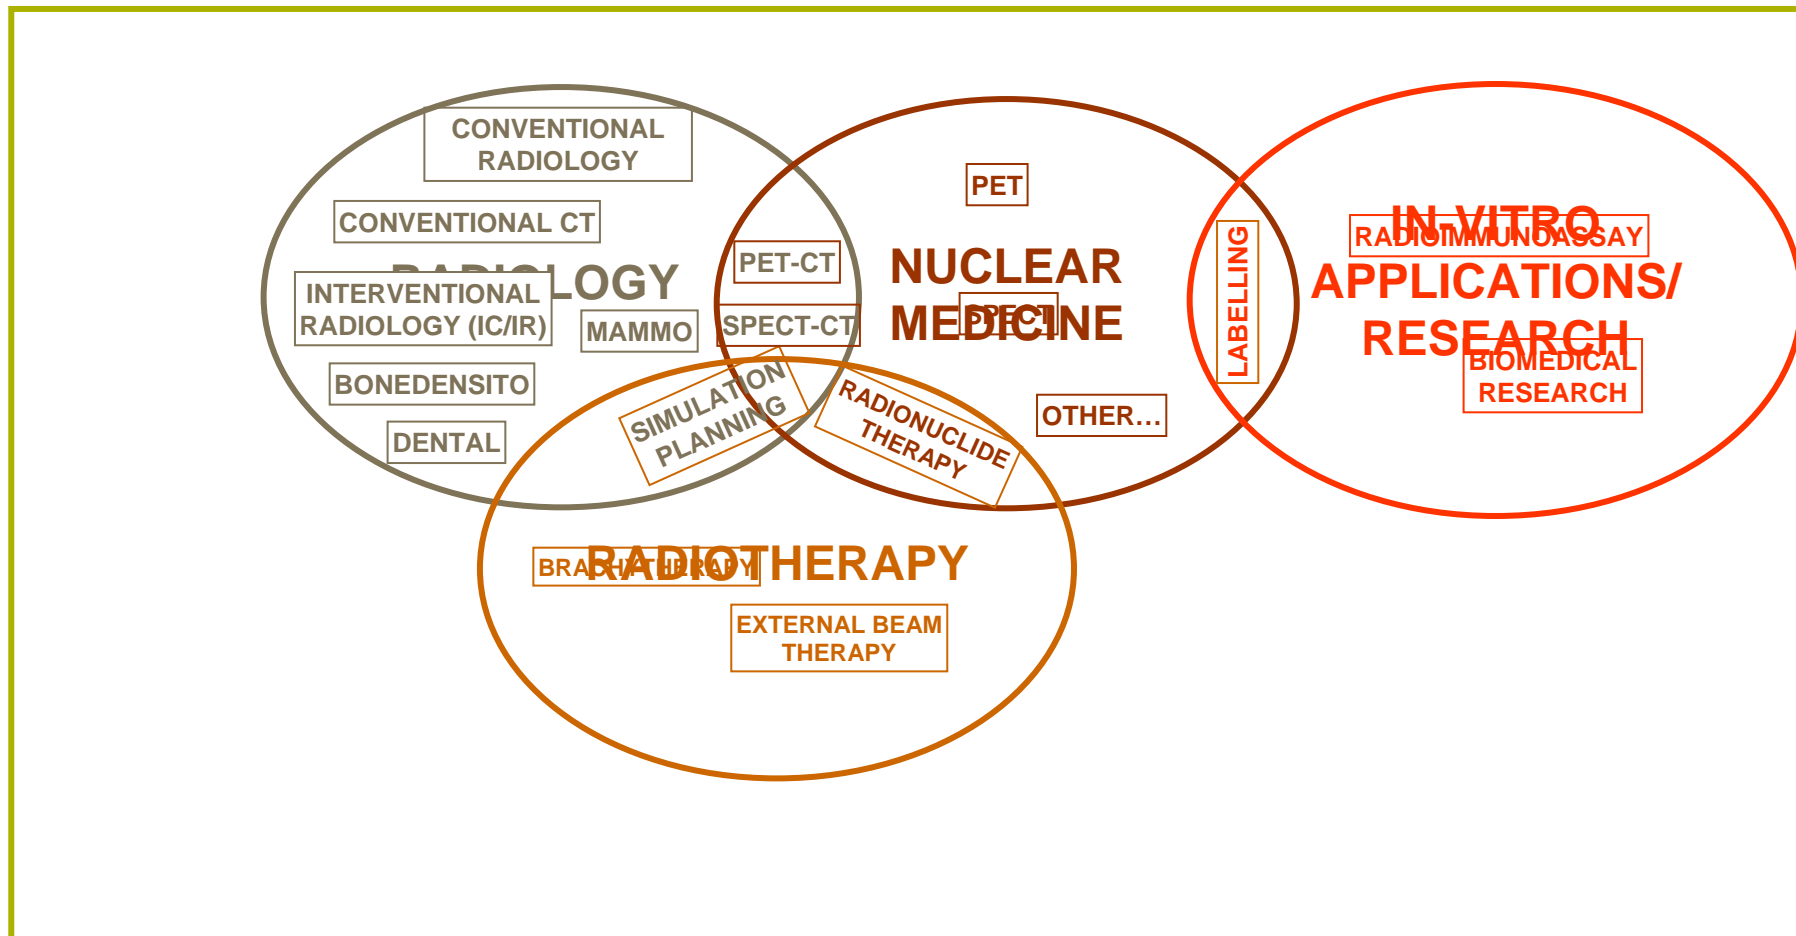 CONVENTIONAL
RADIOLOGY
CONVENTIONAL CT
RADIOLOGY
INTERVENTIONAL
RADIOLOGY (IC/IR)
MAMMO
BONEDENSITO
DENTAL
PET-CT
SPECT-CT
SIMULATION
PLANNING
PET
NUCLEAR
MEDICINE
SPECT
OTHER...
RADIONUCLIDE
THERAPY
LABELLING
IN-VITRO
APPLICATIONS/
RESEARCH
RADIOIMMUNOASSAY
BIOMEDICAL
RESEARCH
RADIOTHERAPY
BRACHYTHERAPY
EXTERNAL BEAM
THERAPY